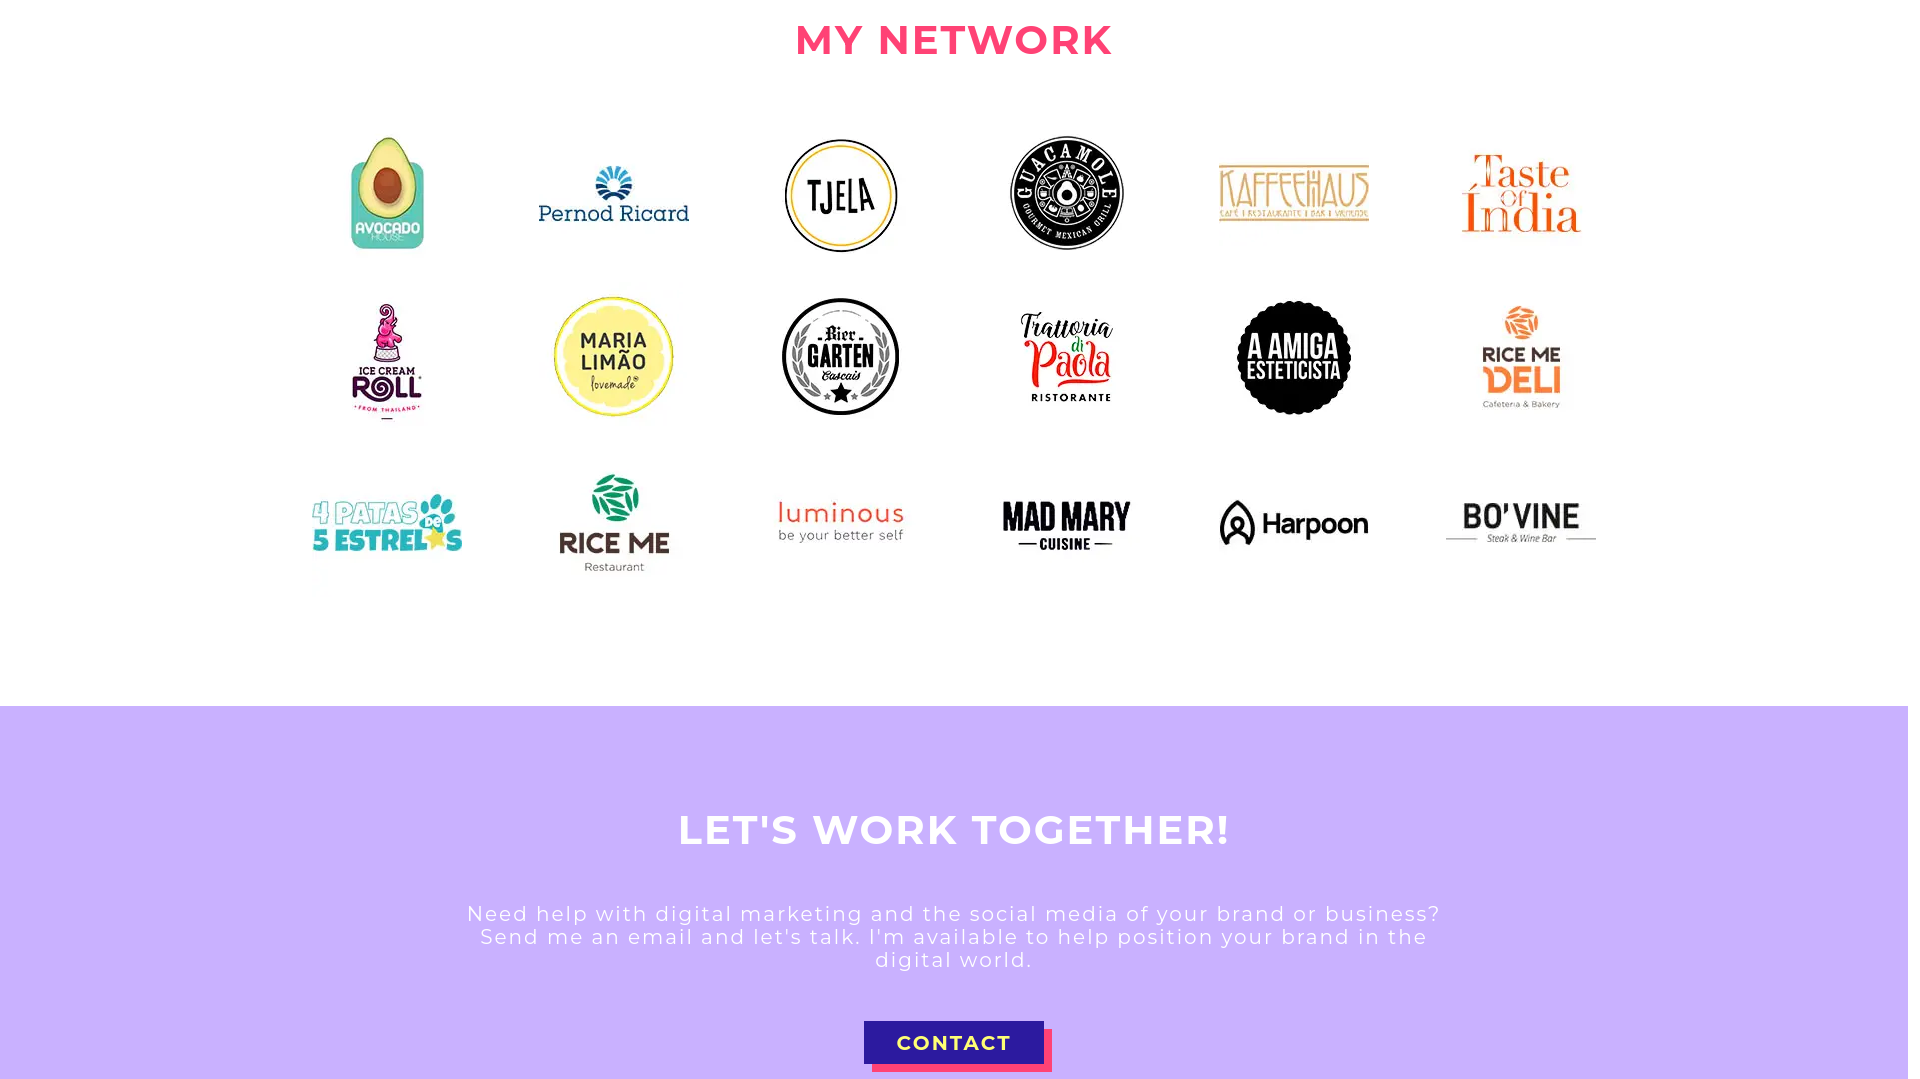 MY NETWORK
AVOCADO
HOUSE
Pernod Ricard
TJELA
GUACAMOLE
GOURMET MEXICAN GRILL
KAFFEEHAUS
CAFÉ | RESTAURANTE | BAR | VIENENSE
Taste
Of
Índia
ICE CREAM
ROLL
• FROM THAILAND •
MARIA
LIMÃO
lovemade
- Bier -
GARTEN
Cascais
Trattoria
di
Paola
RISTORANTE
A AMIGA
ESTETICISTA
RICE ME
DELI
Cafeteria & Bakery
4 PATAS
DE
5 ESTRELAS
RICE ME
Restaurant
luminous
be your better self
MAD MARY
CUISINE
Harpoon
BO'VINE
Steak & Wine Bar
LET'S WORK TOGETHER!
Need help with digital marketing and the social media of your brand or business?
Send me an email and let's talk. I'm available to help position your brand in the
digital world.
CONTACT